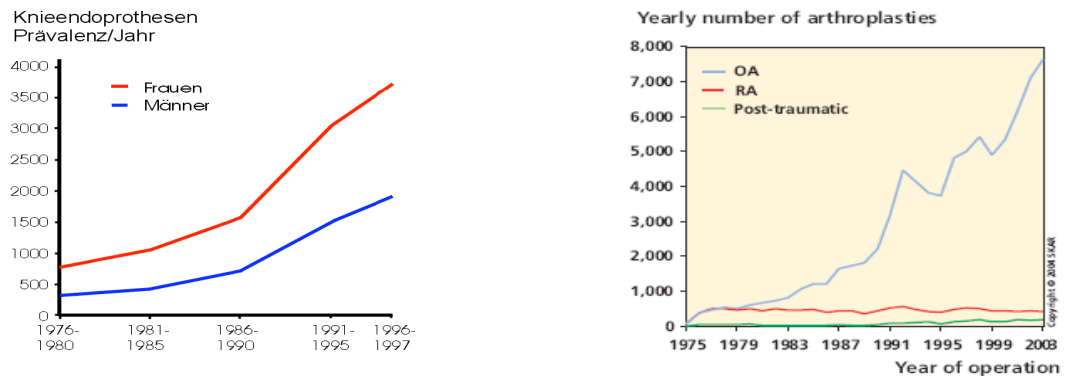 Knieendoprothesen
Prävalenz/Jahr
4000
3500
3000
2500
2000
1500
1000
500
0
Frauen
Männer
1976-
1980
1981-
1985
1986-
1990
1991-
1995
1996-
1997
Yearly number of arthroplasties
8,000
7,000
6,000
5,000
4,000
3,000
2,000
1,000
0
OA
RA
Post-traumatic
1975 1979 1983 1987 1991 1995 1999 2003
Year of operation
Copyright © 2004 SKAR